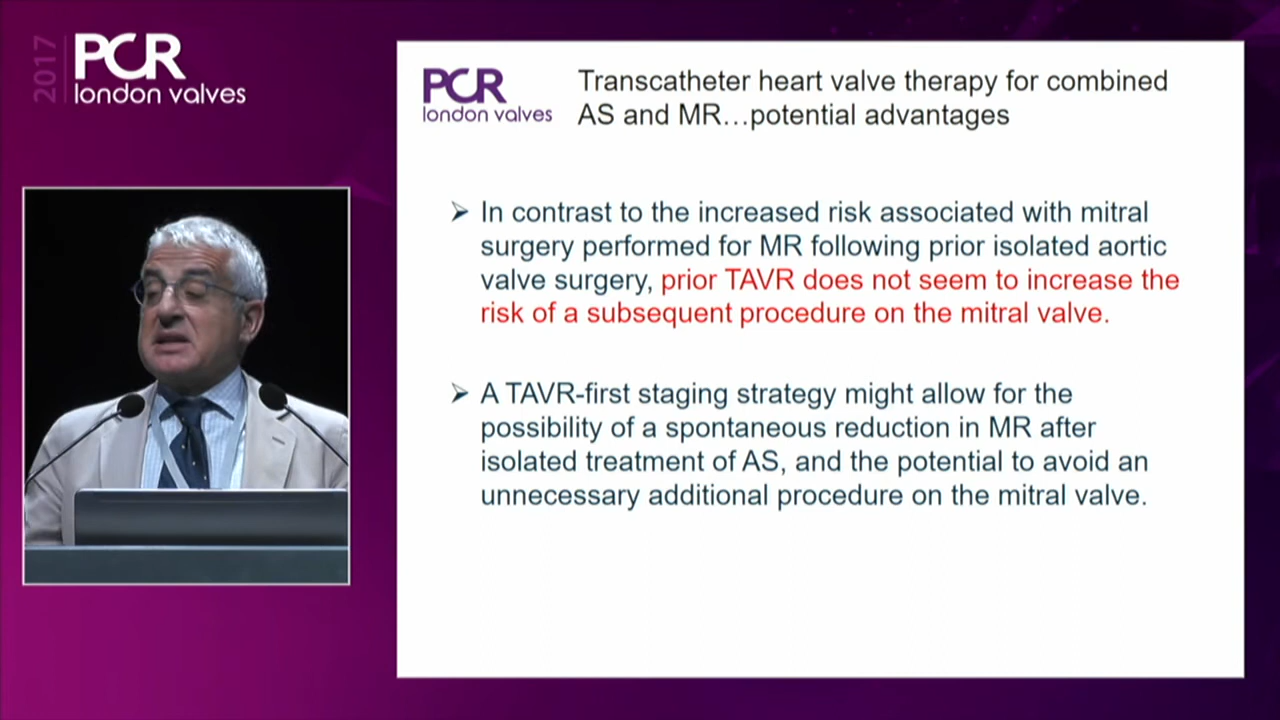 2017
PCR
london valves
PCR
london valves
Transcatheter heart valve therapy for combined
AS and MR…potential advantages
➢ In contrast to the increased risk associated with mitral
surgery performed for MR following prior isolated aortic
valve surgery, prior TAVR does not seem to increase the
risk of a subsequent procedure on the mitral valve.
➢ A TAVR-first staging strategy might allow for the
possibility of a spontaneous reduction in MR after
isolated treatment of AS, and the potential to avoid an
unnecessary additional procedure on the mitral valve.